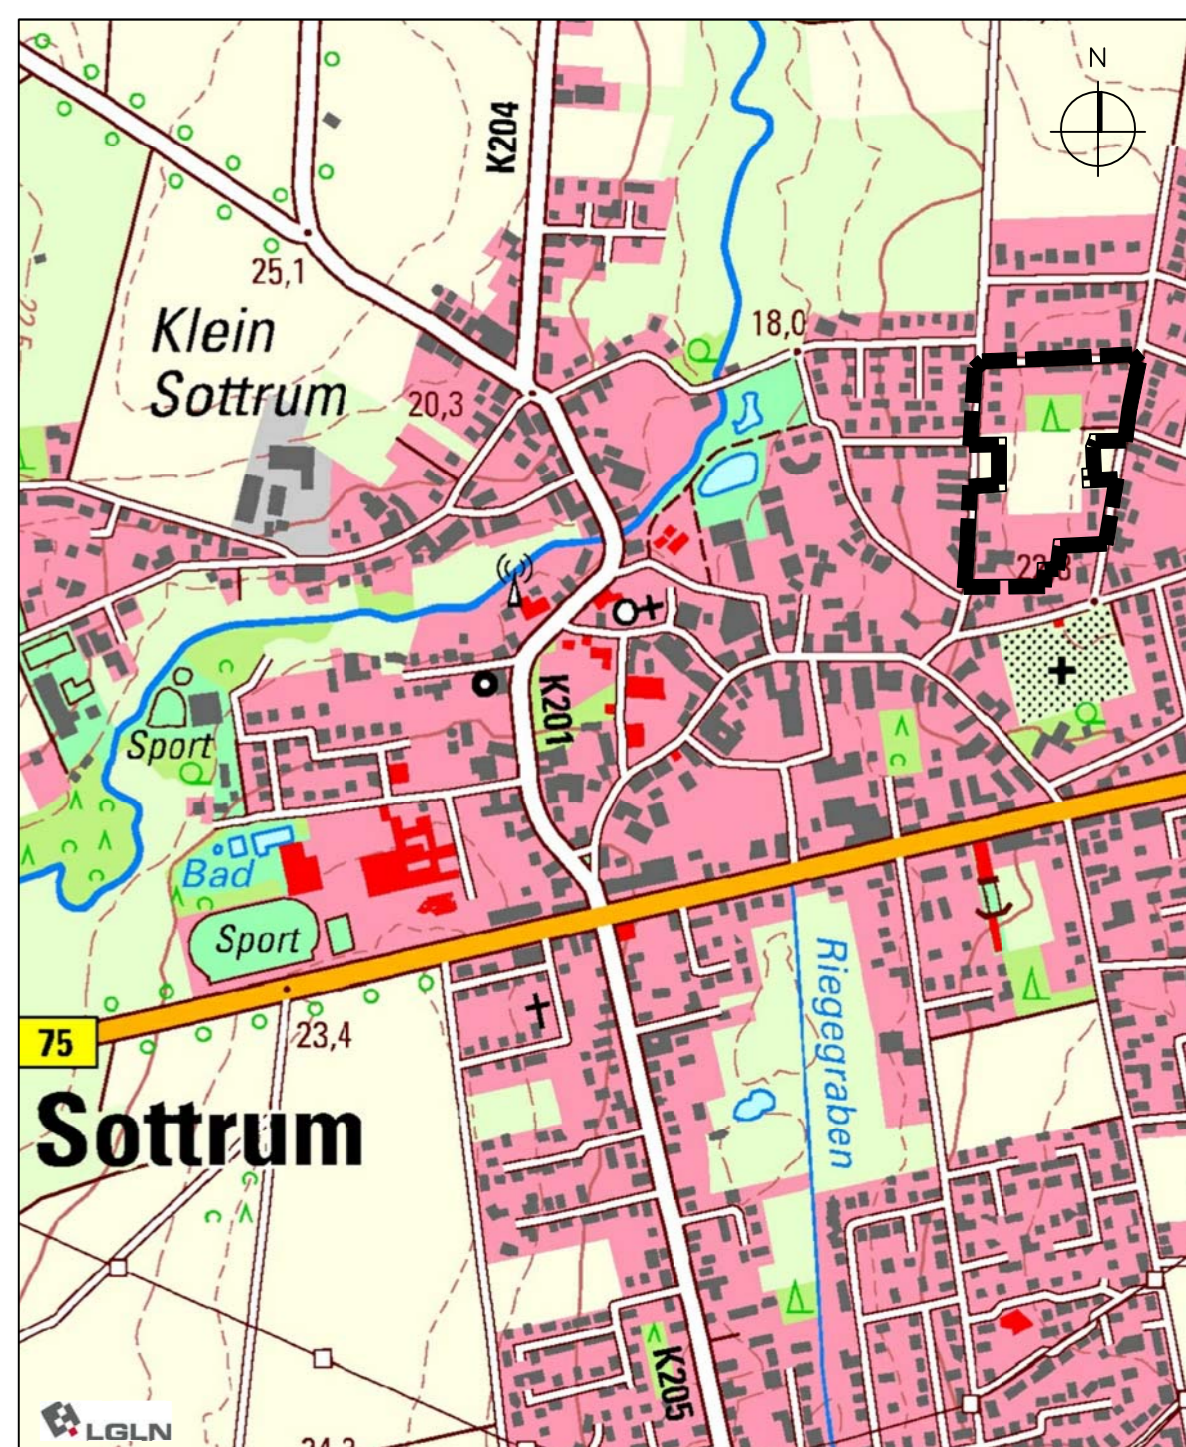 N
K204
25,1
Klein
Sottrum
18,0
20,3
K201
Sport
Bad
Sport
Riegegraben
75
23,4
Sottrum
K205
LGLN